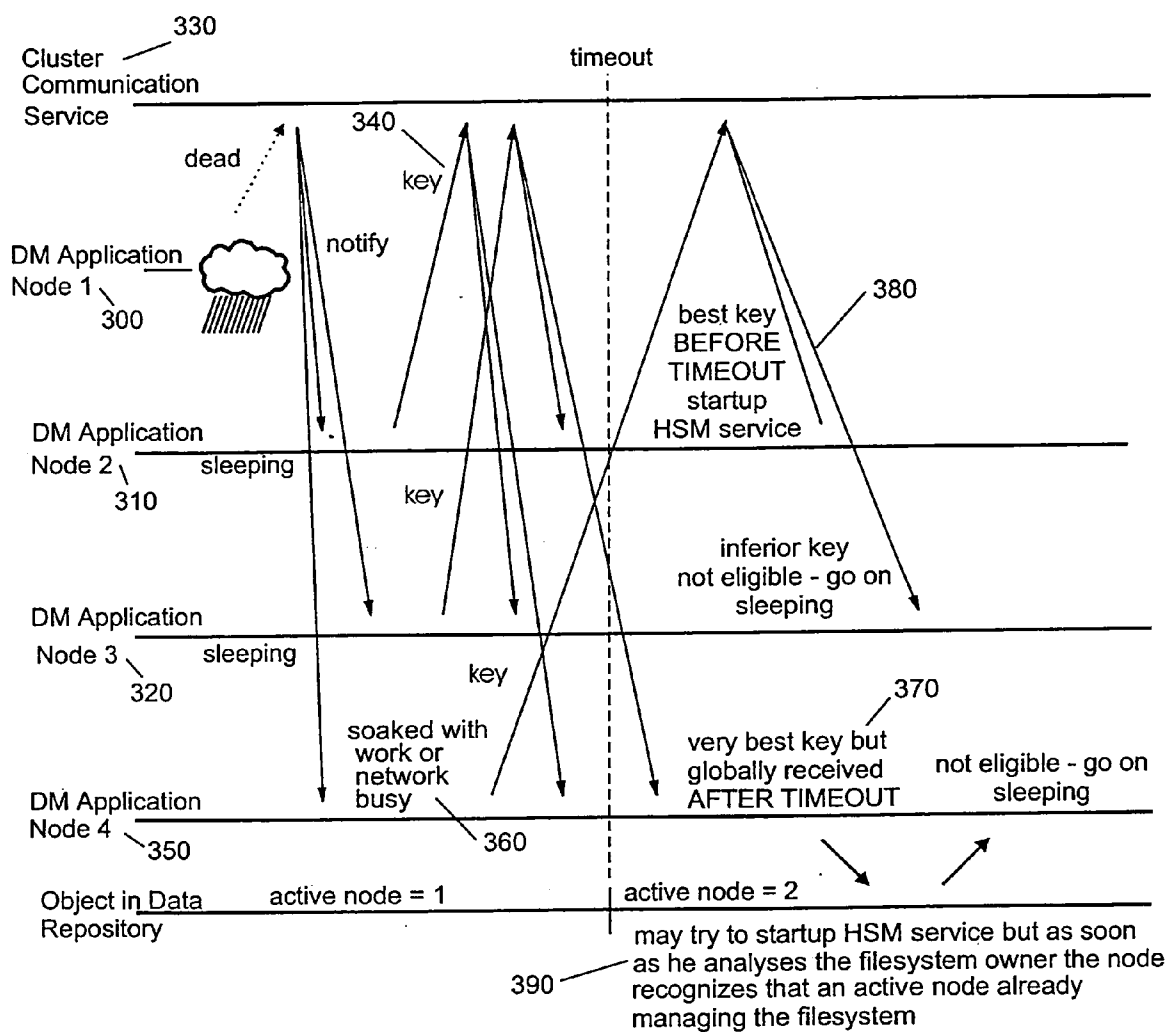 330
Cluster
Communication
Service
timeout
340
dead
key
notify
DM Application
Node 1
300
380
best key
BEFORE
TIMEOUT
startup
HSM service
DM Application
Node 2
sleeping
310
key
inferior key
not eligible - go on
sleeping
DM Application
Node 3
sleeping
320
key
370
soaked with
work or
network
busy
very best key but
globally received
AFTER TIMEOUT
not eligible - go on
sleeping
DM Application
Node 4
350
360
Object in Data
Repository
active node = 1
active node = 2
390
may try to startup HSM service but as soon
as he analyses the filesystem owner the node
recognizes that an active node already
managing the filesystem